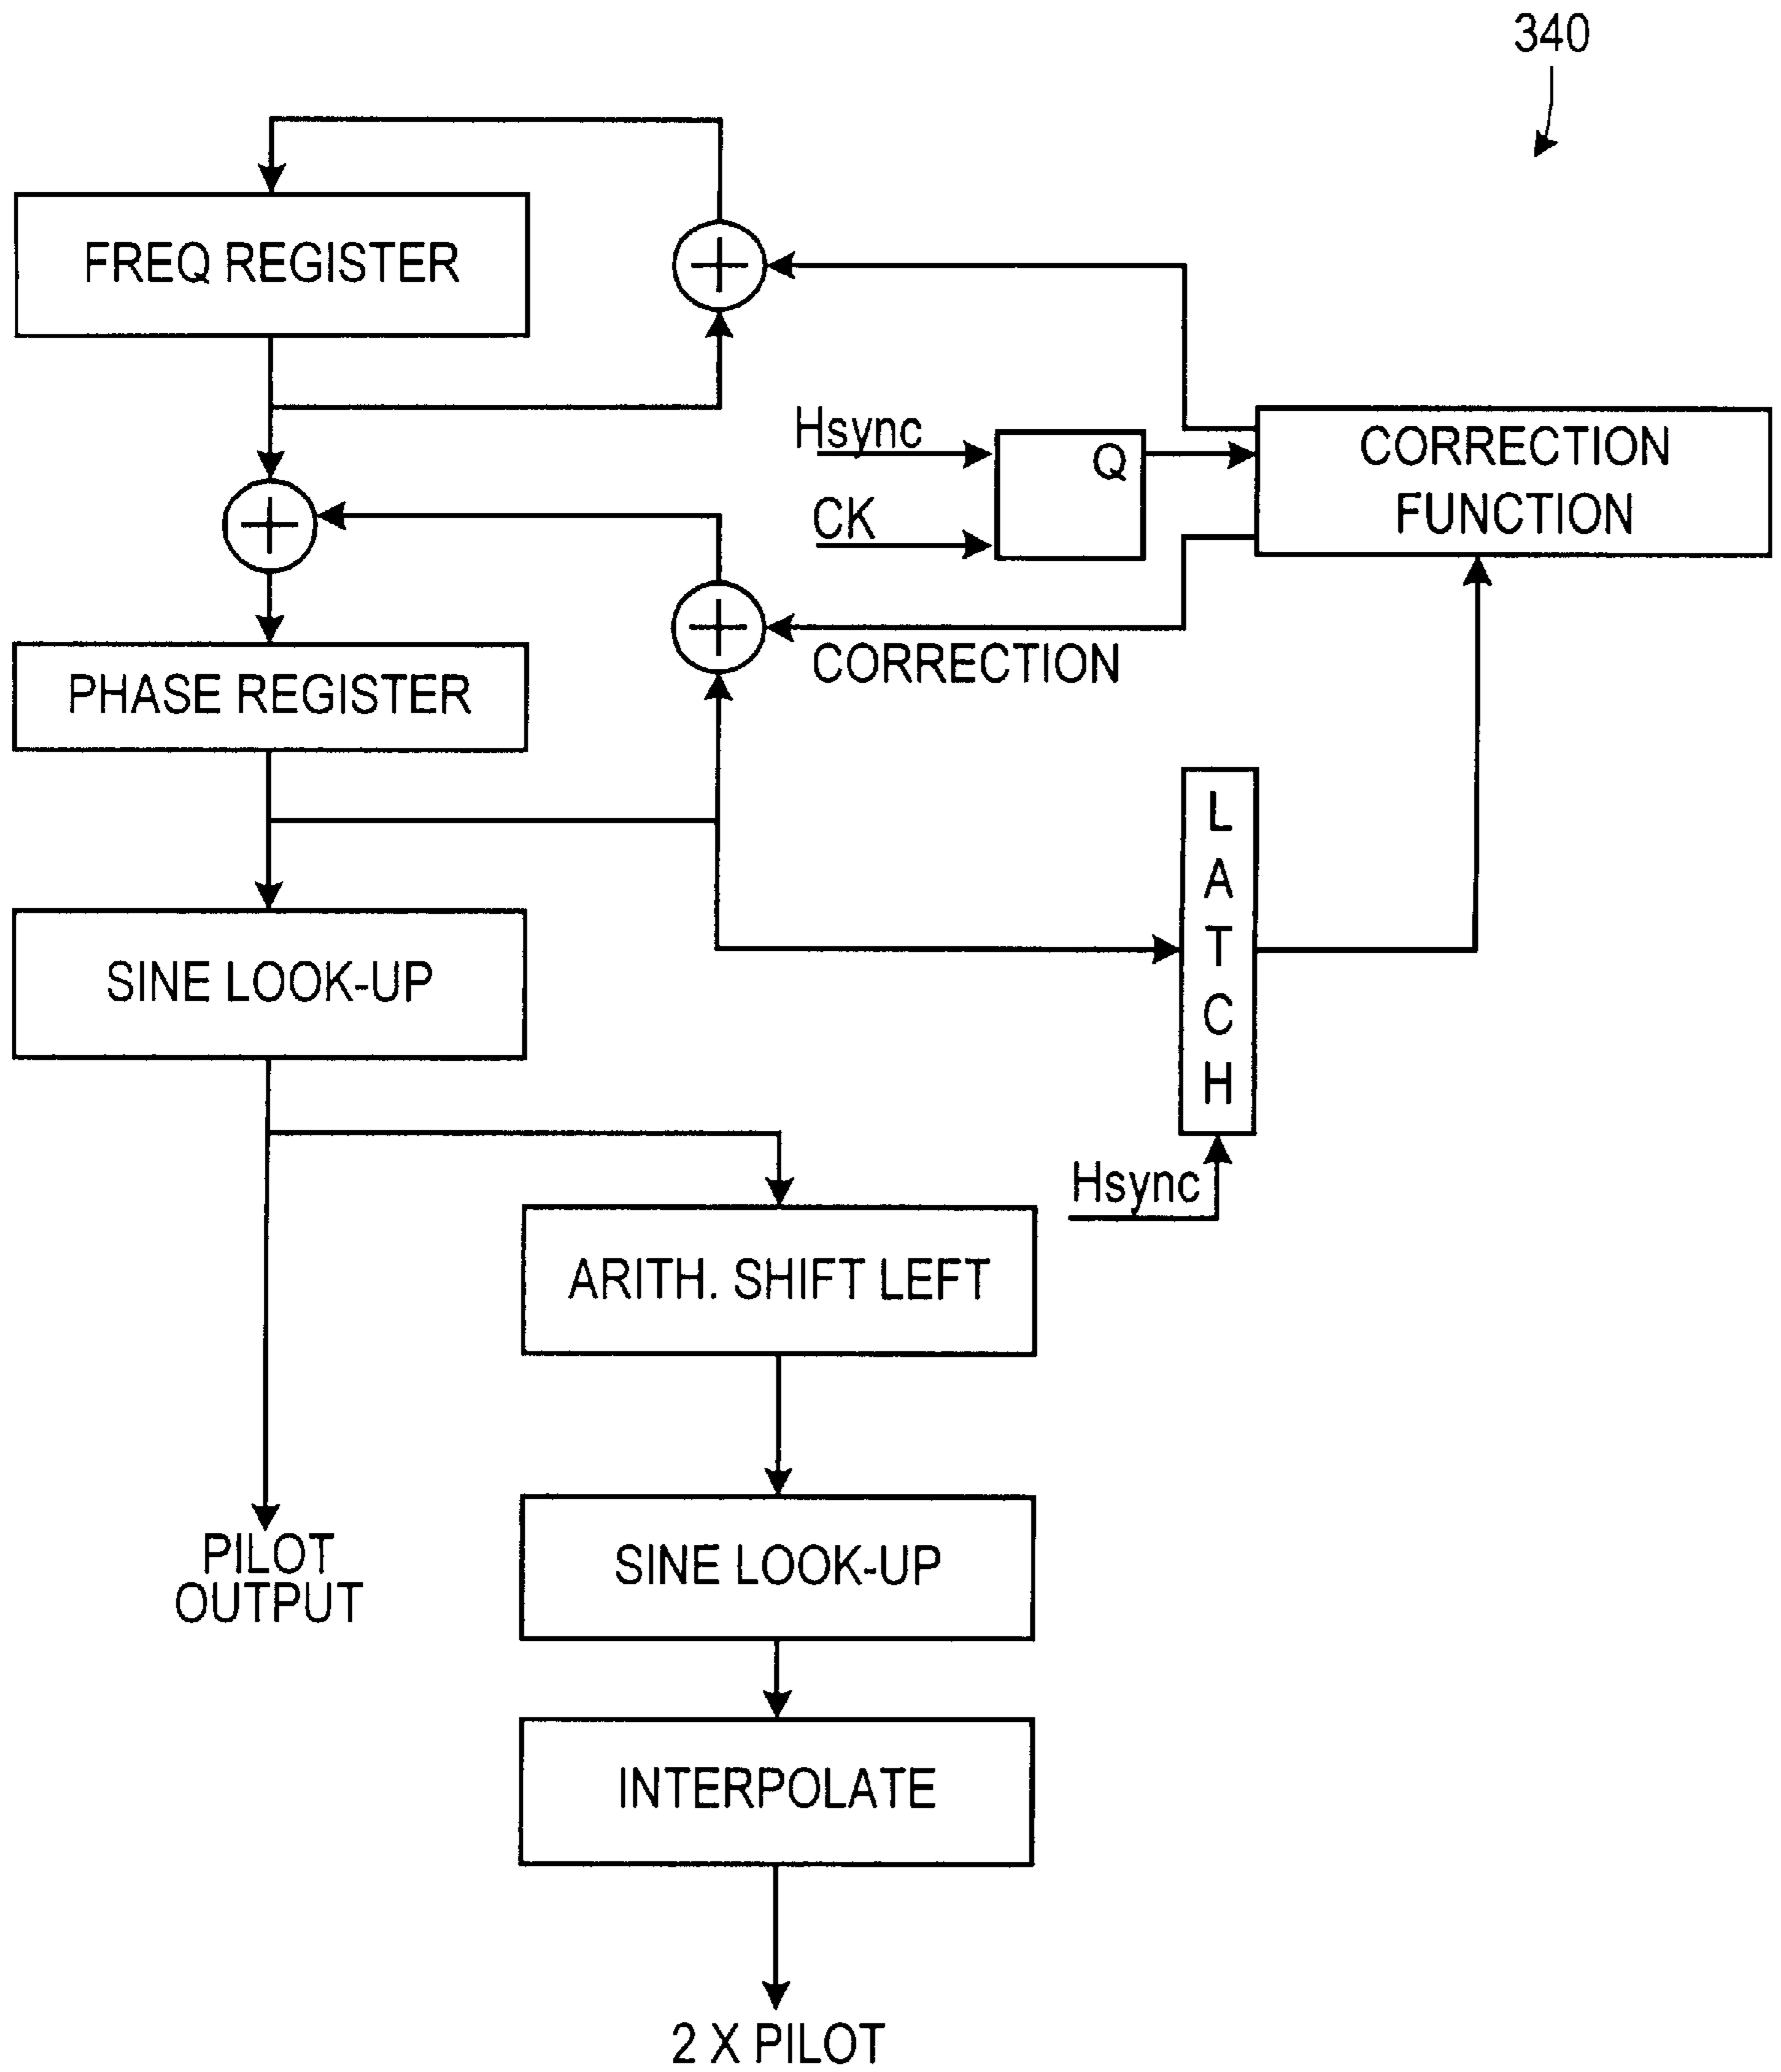 340
FREQ REGISTER
Hsync
Q
CK
CORRECTION
FUNCTION
CORRECTION
PHASE REGISTER
LATCH
SINE LOOK-UP
Hsync
ARITH. SHIFT LEFT
PILOT
OUTPUT
SINE LOOK-UP
INTERPOLATE
2 X PILOT